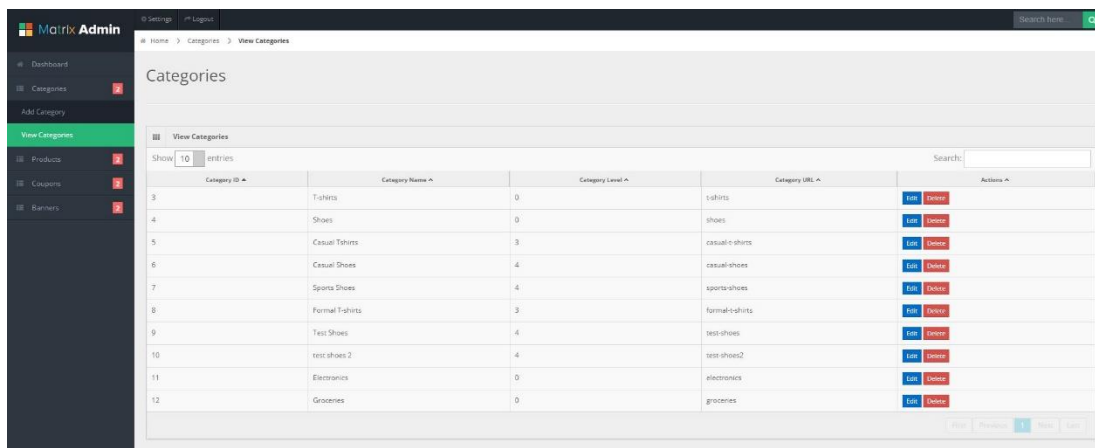 Matrix Admin
Settings Logout
Search here...
Home > Categories > View Categories
Dashboard
Categories 2
Add Category
View Categories
Products 2
Coupons 2
Banners 2
Categories
View Categories
Show 10 entries
Search:
Category ID Category Name Category Level Category URL Actions
3 T-shirts 0 t-shirts Edit Delete
4 Shoes 0 shoes Edit Delete
5 Casual Tshirts 3 casual-t-shirts Edit Delete
6 Casual Shoes 4 casual-shoes Edit Delete
7 Sports Shoes 4 sports-shoes Edit Delete
8 Formal T-shirts 3 formal-t-shirts Edit Delete
9 Test Shoes 4 test-shoes Edit Delete
10 test shoes 2 4 test-shoes2 Edit Delete
11 Electronics 0 electronics Edit Delete
12 Groceries 0 groceries Edit Delete
First Previous 1 Next Last